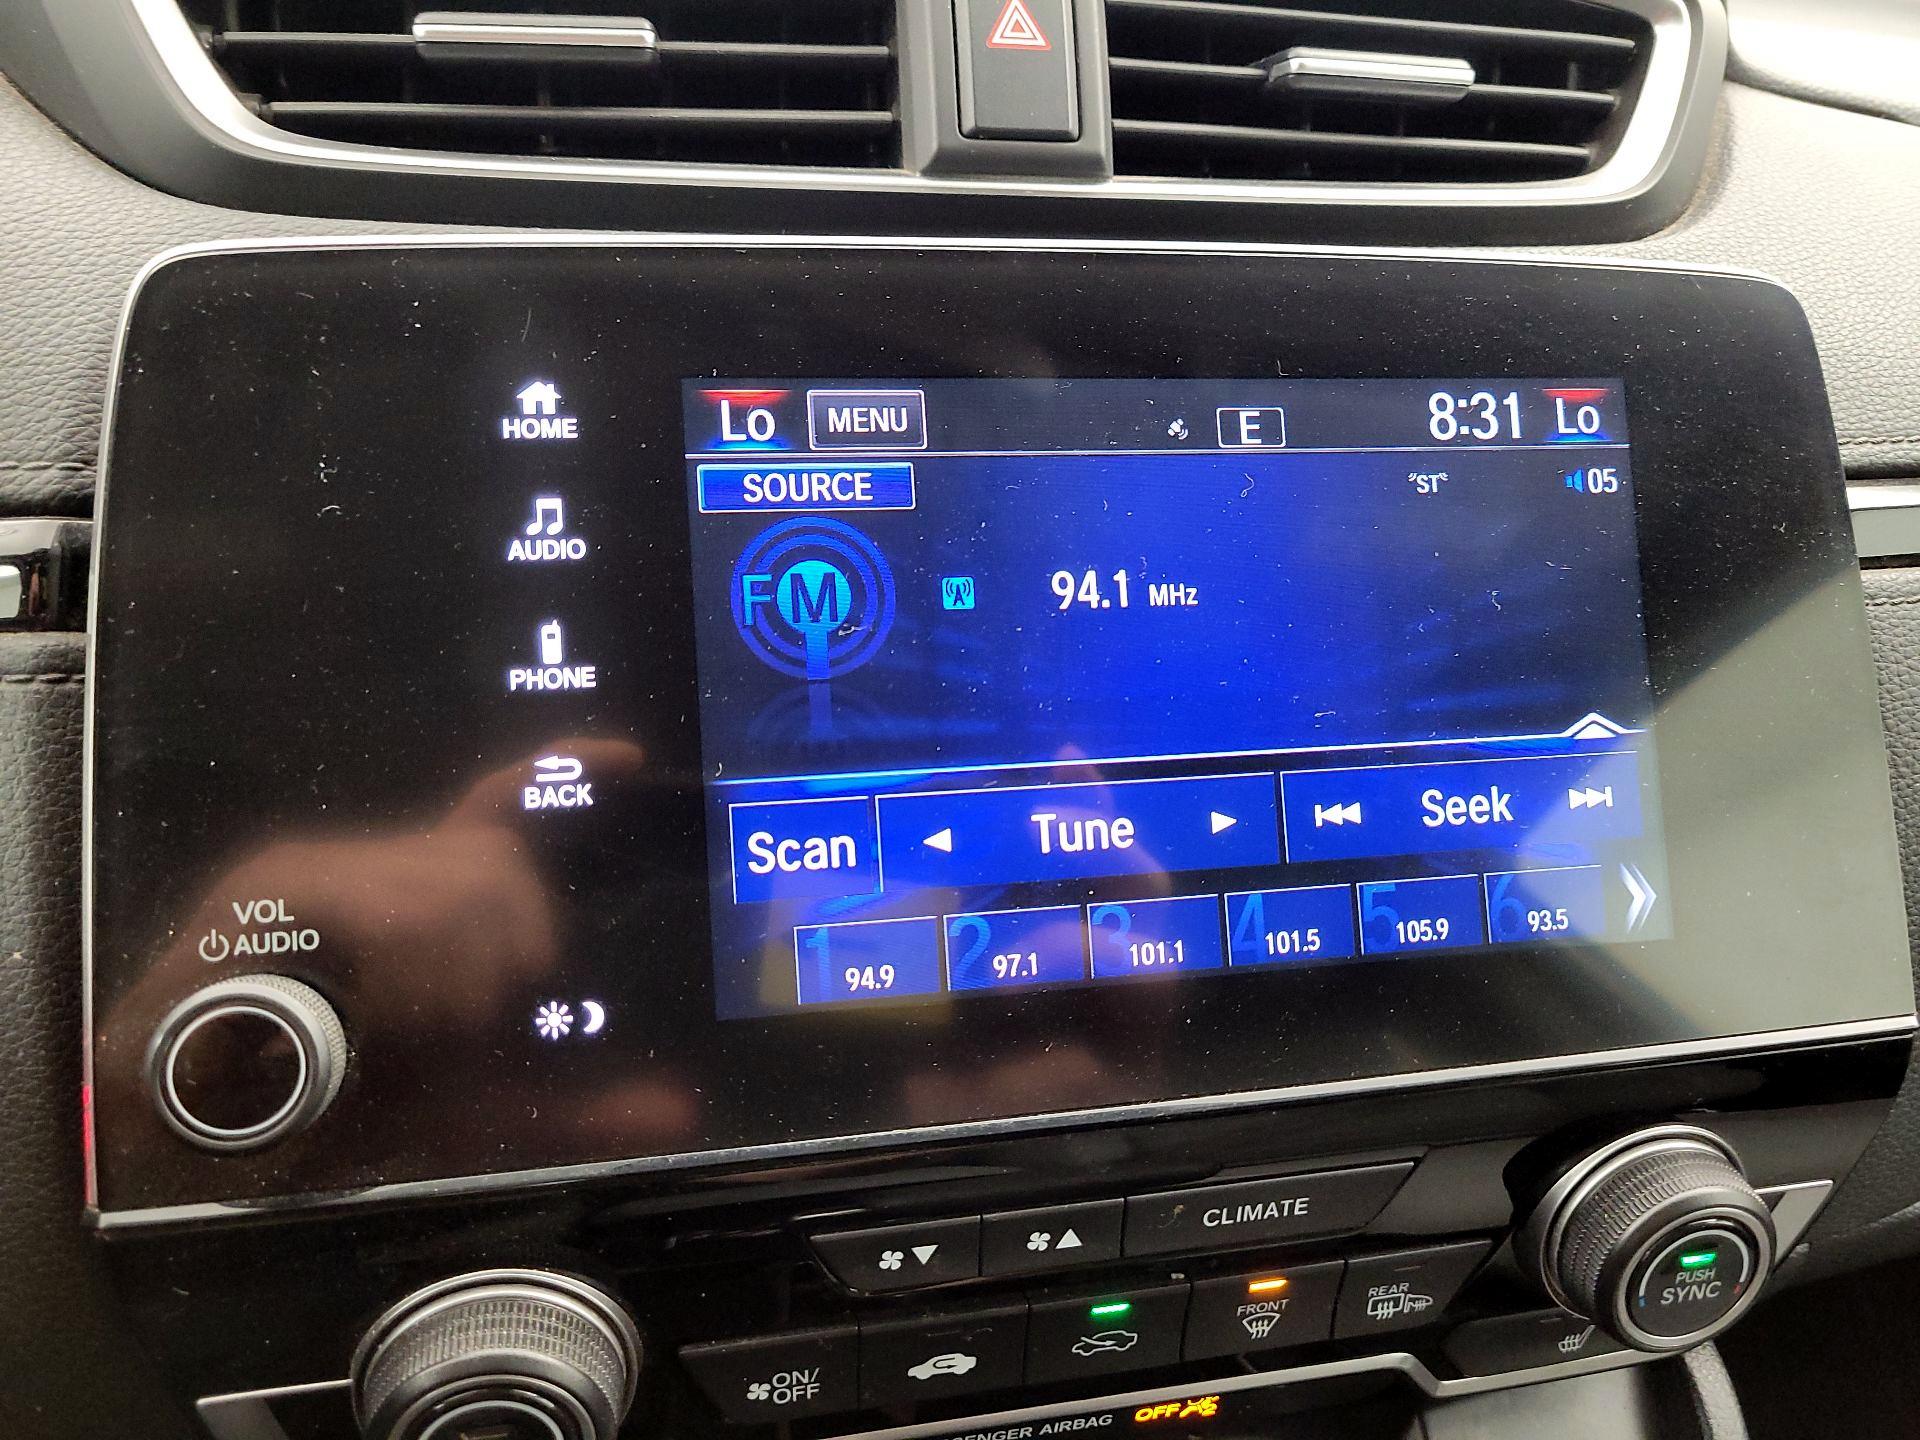 Lo MENU E 8:31 Lo
SOURCE "ST" 05
FM 94.1 MHz
Scan Tune Seek
1 94.9 2 97.1 3 101.1 4 101.5 5 105.9 6 93.5
HOME
AUDIO
PHONE
BACK
VOL
AUDIO
CLIMATE
ON/
OFF
FRONT
REAR
PUSH
SYNC
AIRBAG OFF